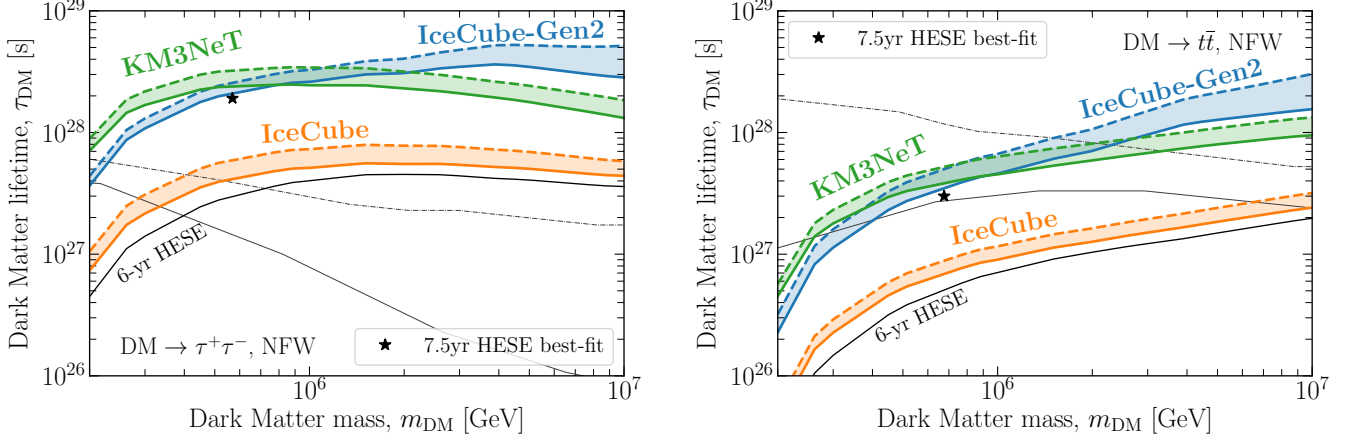 10^29
10^28
10^27
10^26
Dark Matter lifetime, τ_DM [s]
KM3NeT
IceCube-Gen2
IceCube
6-yr HESE
DM → τ⁺τ⁻, NFW
★ 7.5yr HESE best-fit
10^6
10^7
Dark Matter mass, m_DM [GeV]
10^29
10^28
10^27
10^26
Dark Matter lifetime, τ_DM [s]
★ 7.5yr HESE best-fit
DM → tt̄, NFW
IceCube-Gen2
KM3NeT
IceCube
6-yr HESE
10^6
10^7
Dark Matter mass, m_DM [GeV]